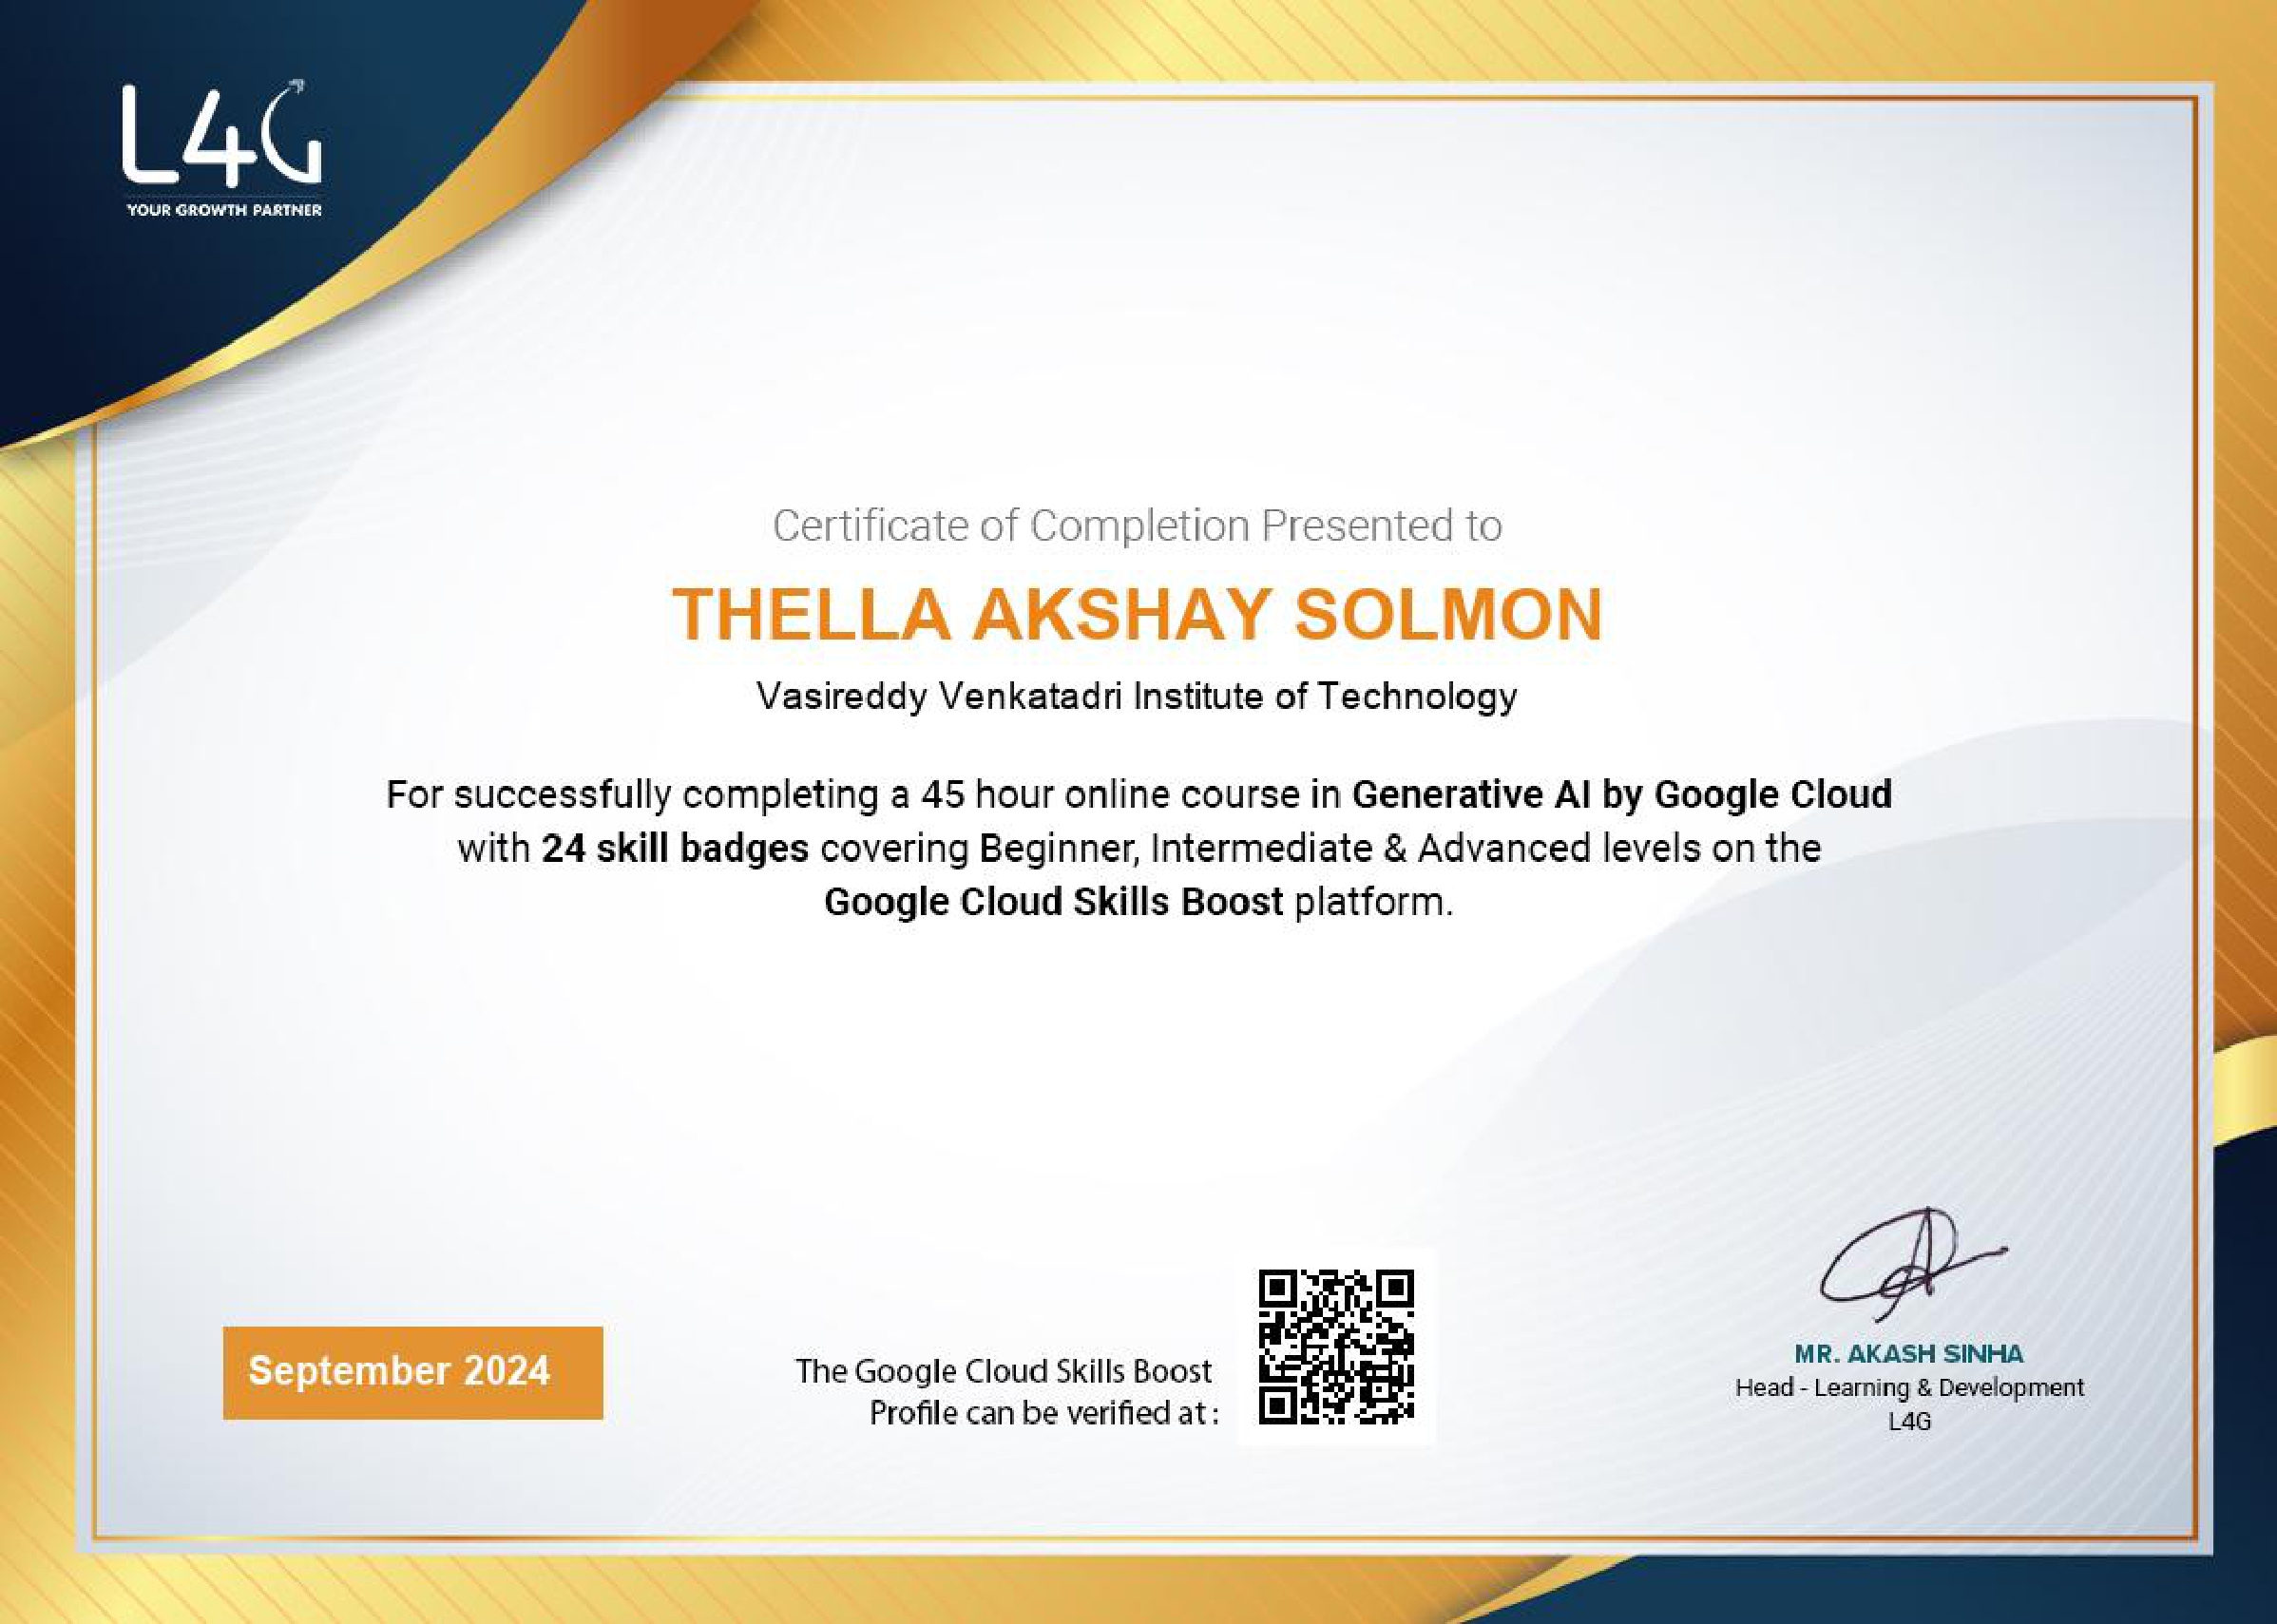 L4G
YOUR GROWTH PARTNER
Certificate of Completion Presented to
THELLA AKSHAY SOLMON
Vasireddy Venkatadri Institute of Technology
For successfully completing a 45 hour online course in Generative AI by Google Cloud
with 24 skill badges covering Beginner, Intermediate & Advanced levels on the
Google Cloud Skills Boost platform.
September 2024
The Google Cloud Skills Boost
Profile can be verified at :
MR. AKASH SINHA
Head - Learning & Development
L4G